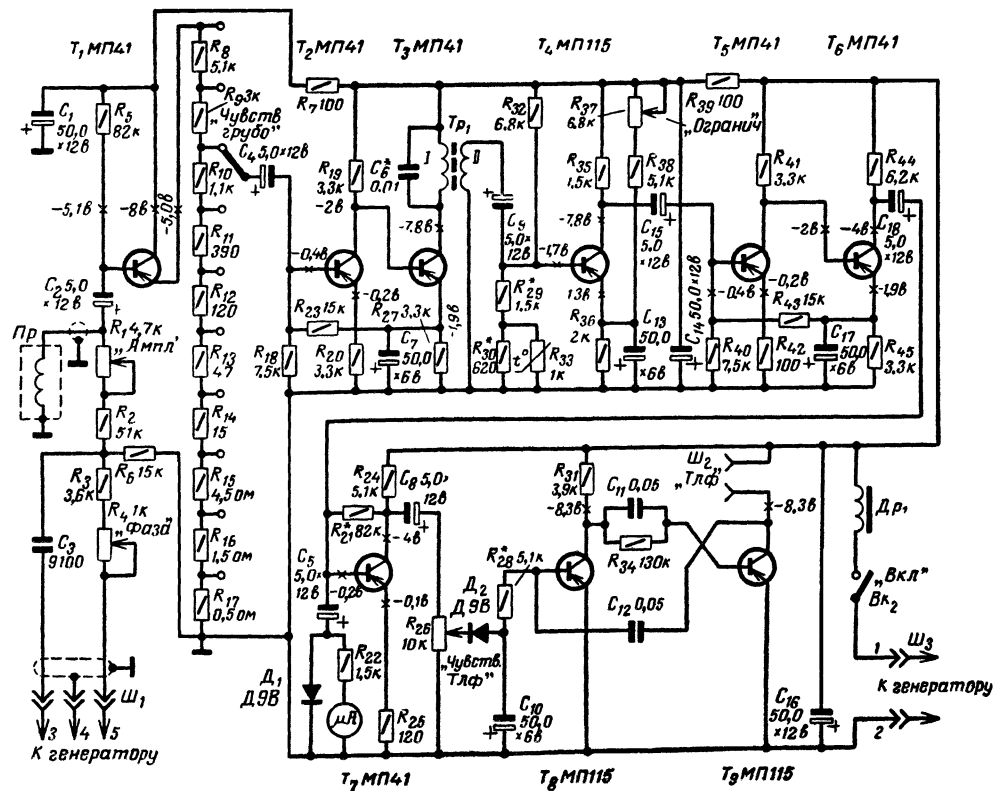 T₁ МП41
T₂ МП41
T₃ МП41
T₄ МП115
T₅ МП41
T₆ МП41
C₁
50,0
×12в
R₅
82к
R₈
5,1к
R₉ 3к
„Чувств
грубо"
C₄ 5,0×12в
R₁₀
1,1к
R₁₁
390
R₁₂
120
R₁₃
47
R₁₄
15
R₁₅
4,5ом
R₁₆
1,5ом
R₁₇
0,5ом
-5,1в
-8в
-5,0в
C₂ 5,0
×12в
Пр
R₁ 4,7к
„Ампл"
R₂
51к
R₆ 15к
R₃
3,6к
R₄ 1к
„Фаза"
C₃
9100
Ш₁
3
4
5
К генератору
R₇ 100
R₁₉
3,3к
-2в
C₆*
0,01
I
Тр₁
II
-7,8в
-0,4в
-0,2в
R₂₃ 15к
R₂₇
3,3к
-1,9в
R₁₈
7,5к
R₂₀
3,3к
C₇
50,0
×6в
C₉
5,0×
12в
R₃₂
6,8к
-1,7в
R₂₉*
1,5к
R₃₀*
620
t°
R₃₃
1к
R₃₅
1,5к
-7,8в
13в
R₃₆
2к
R₃₇
6,8к
„Огранич"
R₃₈
5,1к
C₁₅
5,0
×12в
C₁₃
50,0
×6в
C₁₄ 50,0×12в
R₃₉ 100
R₄₁
3,3к
-2в
-0,4в
-0,2в
R₄₃ 15к
R₄₀
7,5к
R₄₂
100
C₁₇
50,0
×6в
R₄₄
6,2к
-4в
C₁₈
5,0
×12в
-1,9в
R₄₅
3,3к
R₂₄
5,1к
C₈ 5,0×
12в
R₂₁* 82к
-4в
C₅
5,0×
12в
-0,2в
-0,1в
R₂₂
1,5к
Д₁
Д9В
μА
R₂₅
120
R₂₆
10к
„Чувств.
Тлф"
Д₂
Д9В
R₂₈* 5,1к
C₁₀
50,0
×6в
R₃₁
3,9к
-8,3в
C₁₁ 0,05
R₃₄ 130к
C₁₂ 0,05
Ш₂
„Тлф"
-8,3в
Др₁
„Вкл"
Вк₂
1
Ш₃
К генератору
2
C₁₆
50,0
×12в
T₇ МП41
T₈ МП115
T₉ МП115